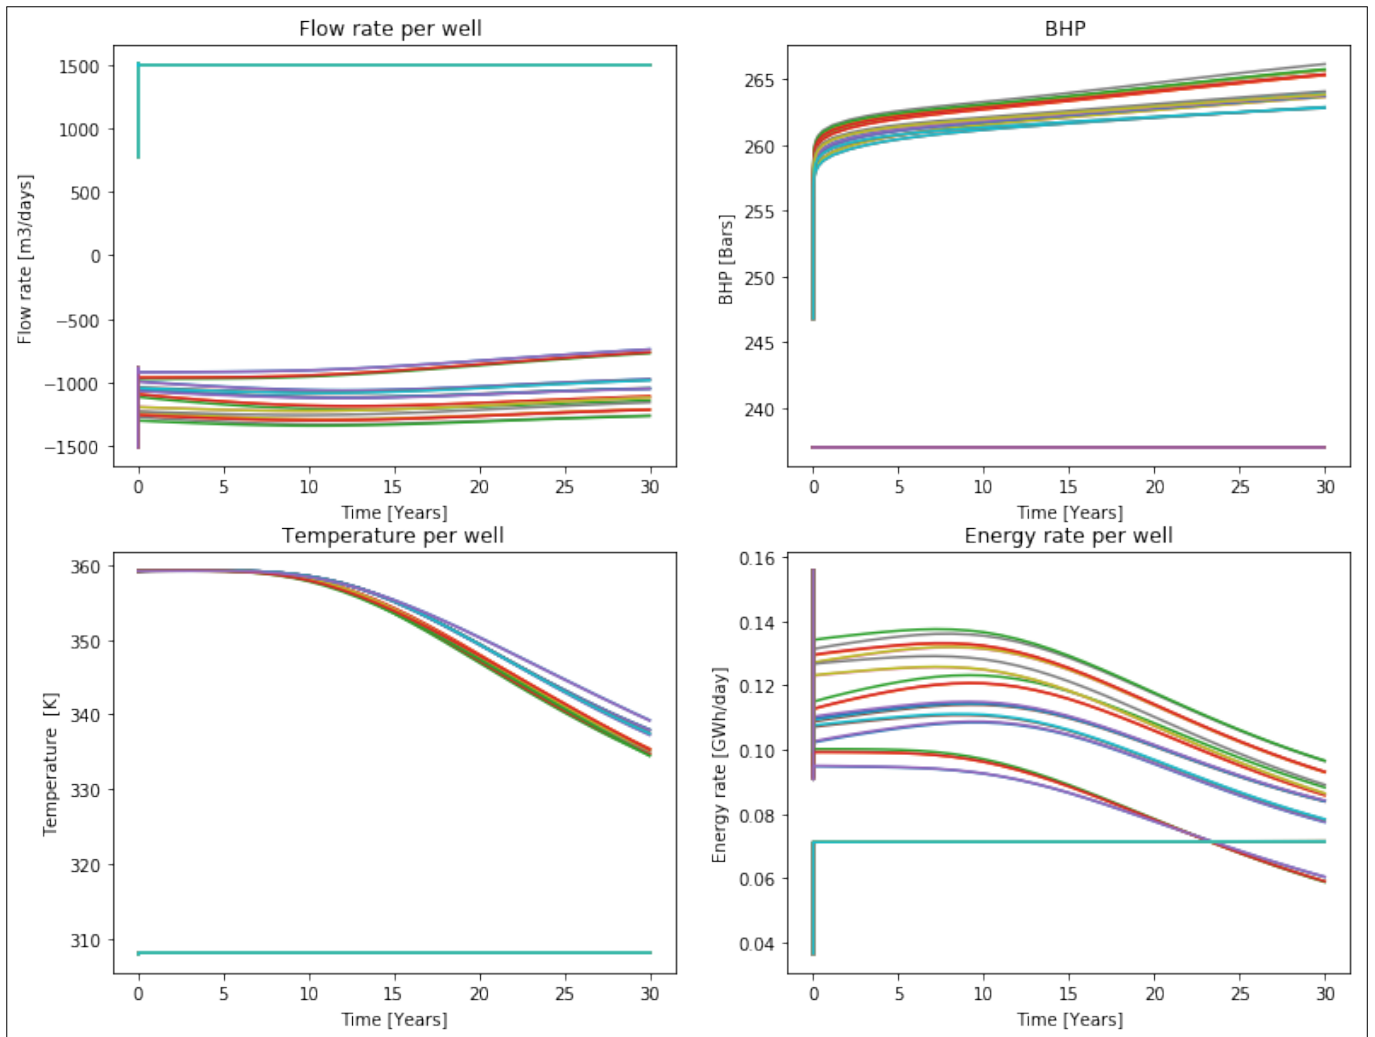 Flow rate per well
Flow rate [m3/days]
1500
1000
500
0
−500
−1000
−1500
0 5 10 15 20 25 30
Time [Years]
BHP
BHP [Bars]
265
260
255
250
245
240
0 5 10 15 20 25 30
Time [Years]
Temperature per well
Temperature [K]
360
350
340
330
320
310
0 5 10 15 20 25 30
Time [Years]
Energy rate per well
Energy rate [GWh/day]
0.16
0.14
0.12
0.10
0.08
0.06
0.04
0 5 10 15 20 25 30
Time [Years]